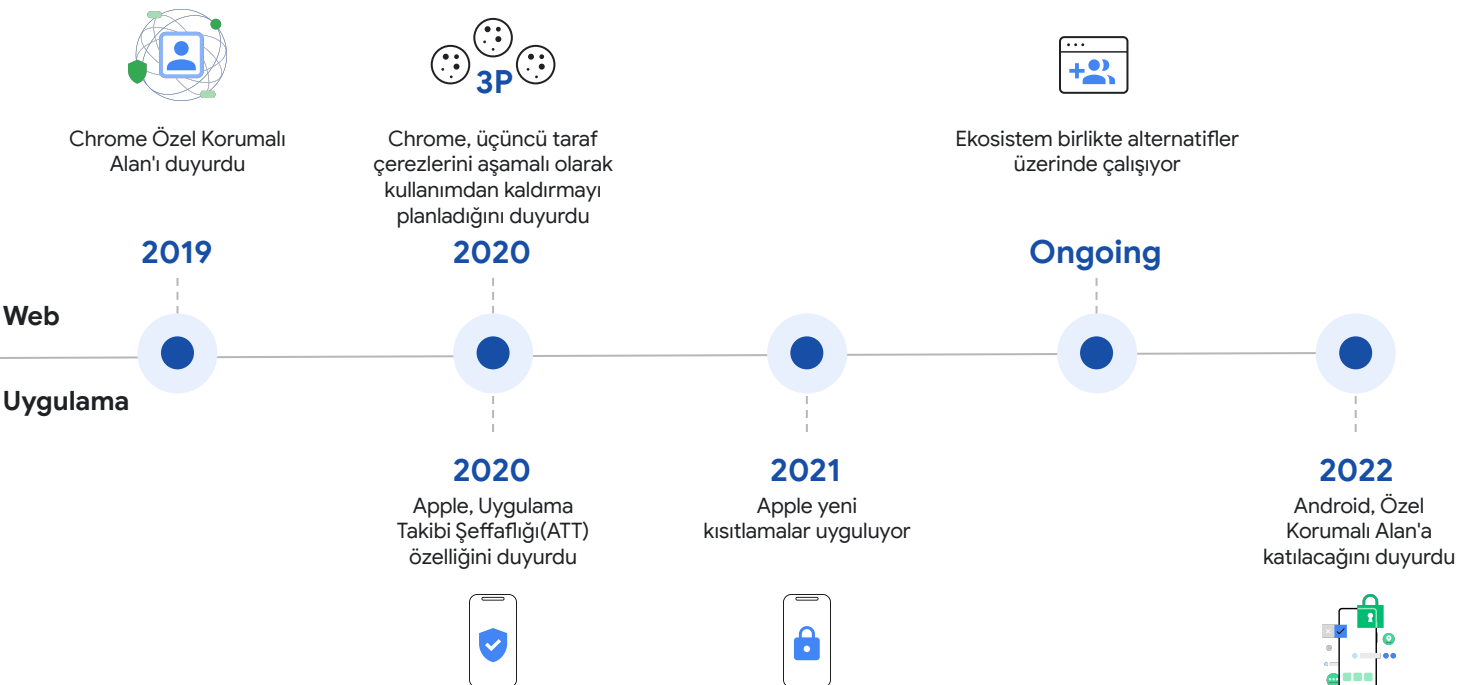 3P
Chrome Özel Korumalı
Alan'ı duyurdu
2019
Chrome, üçüncü taraf
çerezlerini aşamalı olarak
kullanımdan kaldırmayı
planladığını duyurdu
2020
Ekosistem birlikte alternatifler
üzerinde çalışıyor
Ongoing
Web
Uygulama
2020
Apple, Uygulama
Takibi Şeffaflığı(ATT)
özelliğini duyurdu
2021
Apple yeni
kısıtlamalar uyguluyor
2022
Android, Özel
Korumalı Alan'a
katılacağını duyurdu